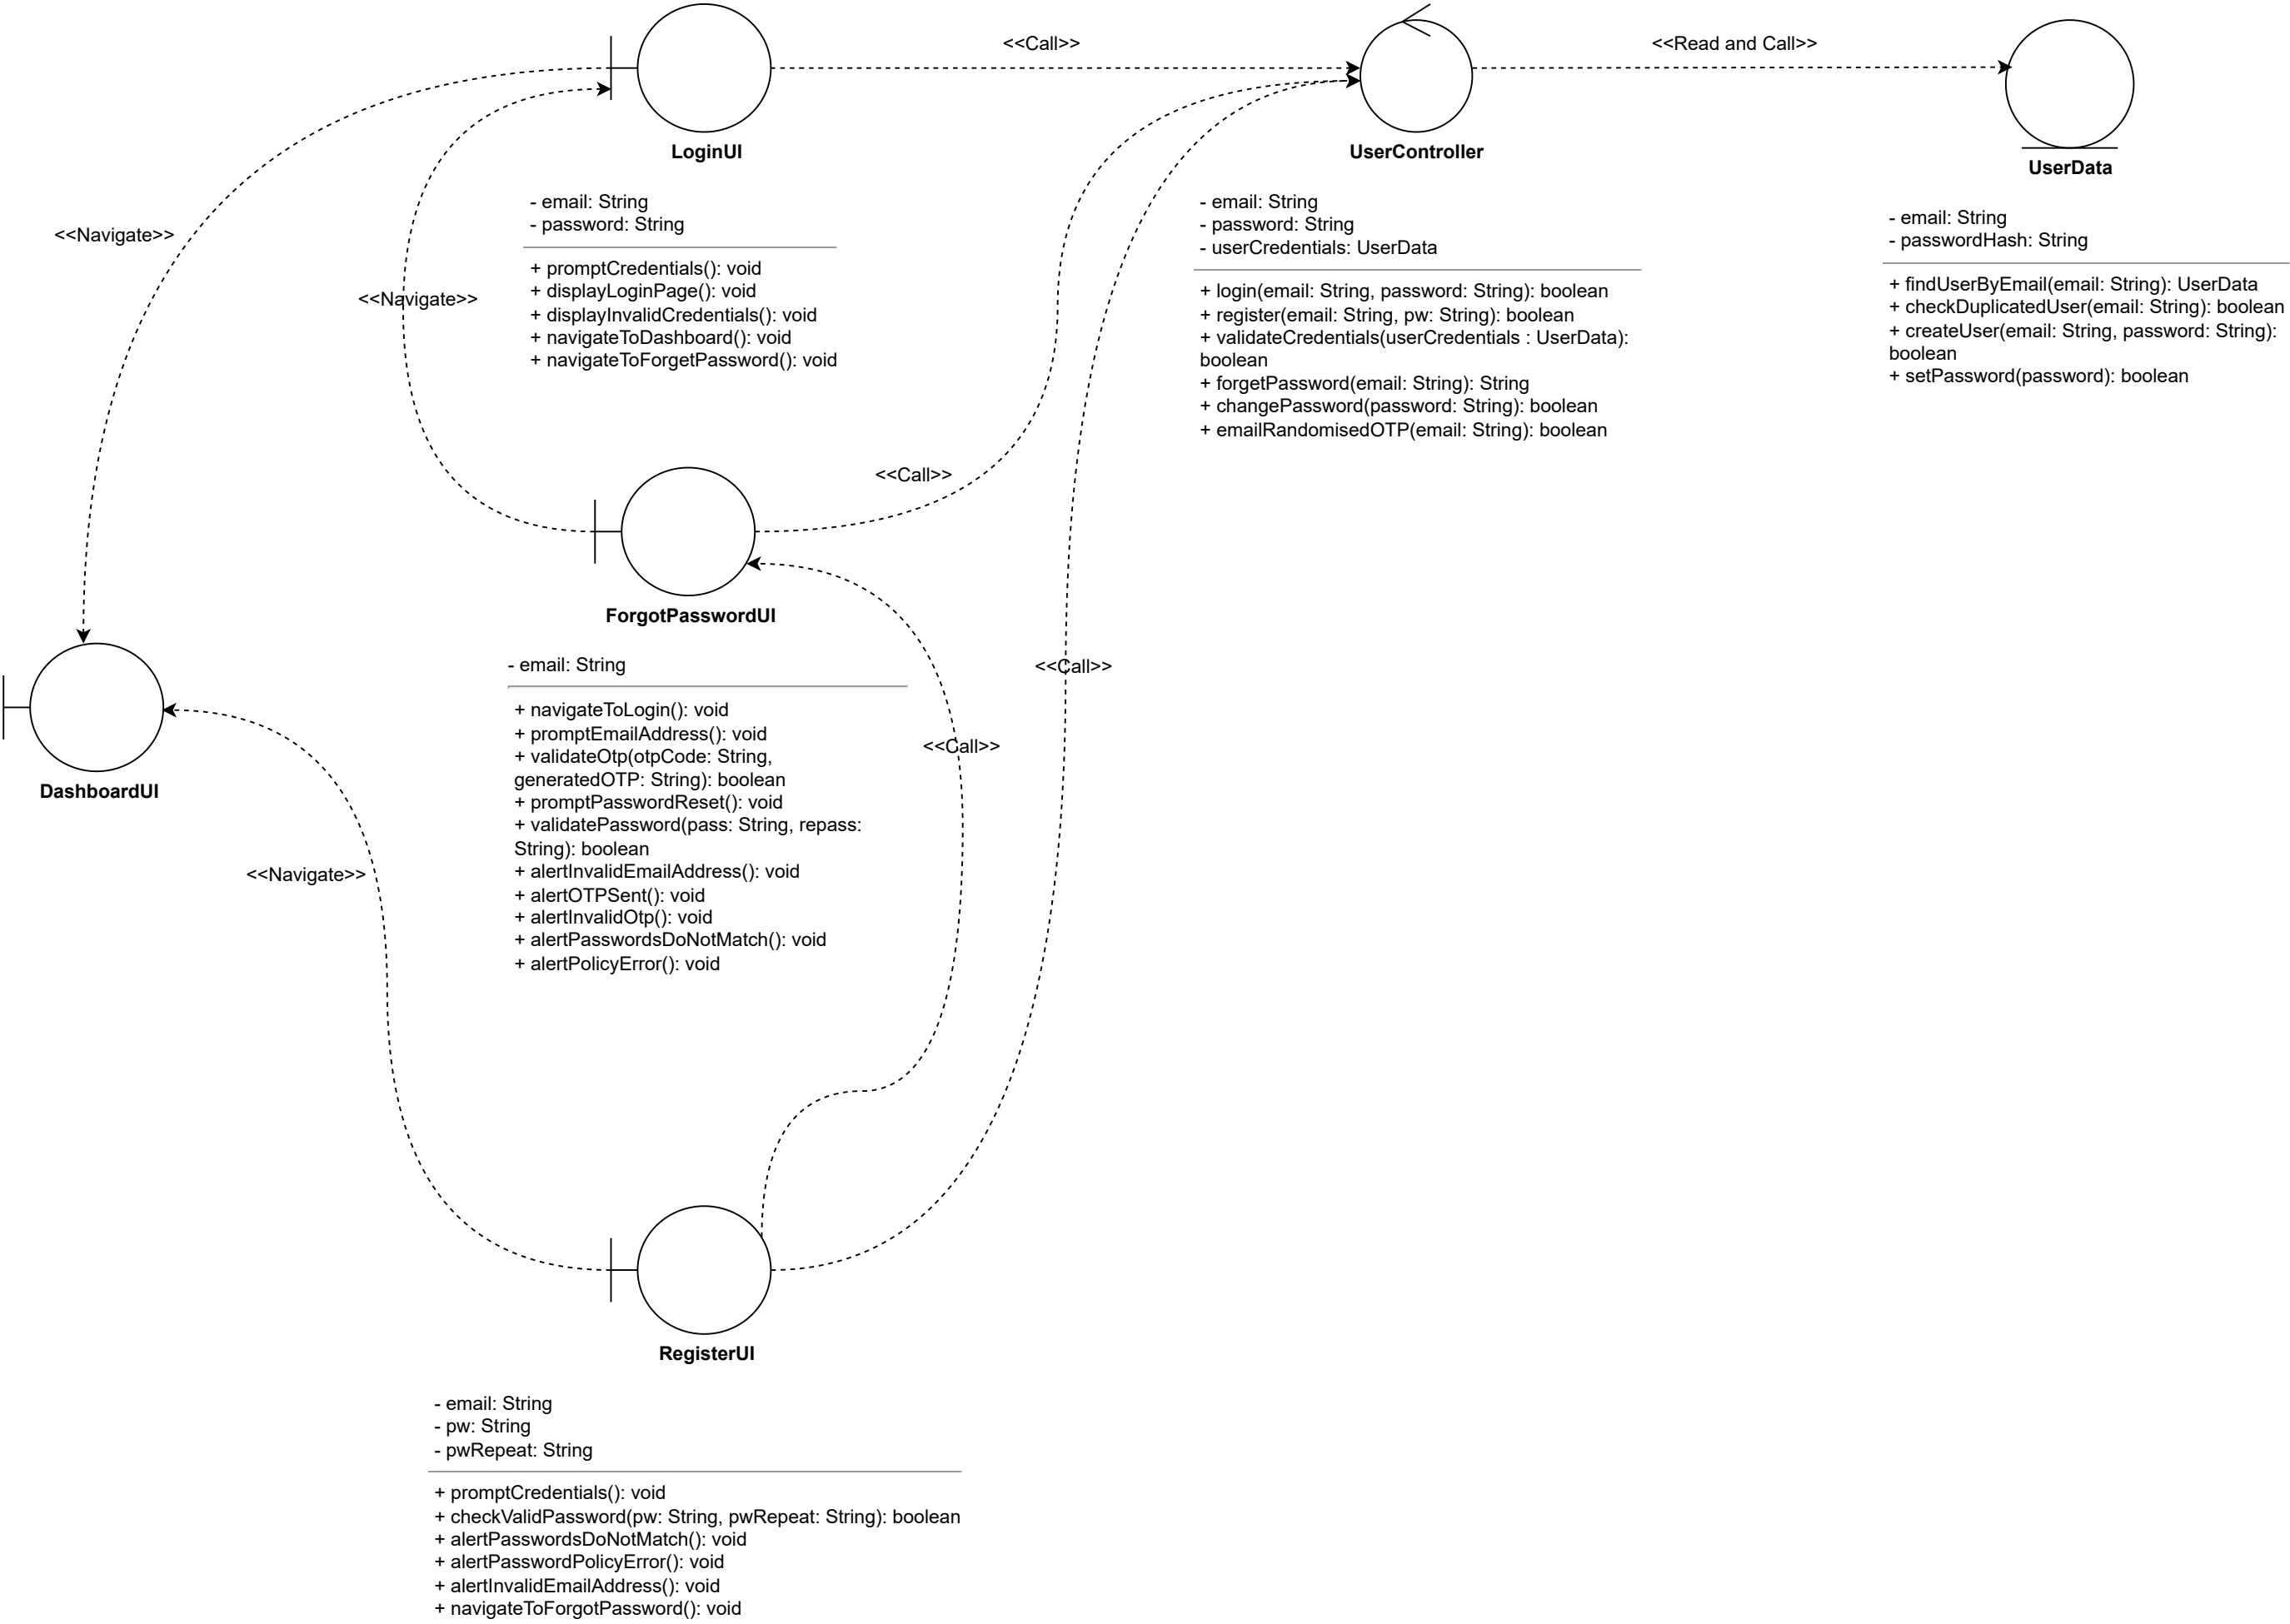 <<Call>>
<<Read and Call>>
LoginUI
- email: String
- password: String
+ promptCredentials(): void
+ displayLoginPage(): void
+ displayInvalidCredentials(): void
+ navigateToDashboard(): void
+ navigateToForgetPassword(): void
UserController
- email: String
- password: String
- userCredentials: UserData
+ login(email: String, password: String): boolean
+ register(email: String, pw: String): boolean
+ validateCredentials(userCredentials : UserData):
boolean
+ forgetPassword(email: String): String
+ changePassword(password: String): boolean
+ emailRandomisedOTP(email: String): boolean
UserData
- email: String
- passwordHash: String
+ findUserByEmail(email: String): UserData
+ checkDuplicatedUser(email: String): boolean
+ createUser(email: String, password: String):
boolean
+ setPassword(password): boolean
<<Navigate>>
<<Navigate>>
<<Call>>
ForgotPasswordUI
- email: String
+ navigateToLogin(): void
+ promptEmailAddress(): void
+ validateOtp(otpCode: String,
generatedOTP: String): boolean
+ promptPasswordReset(): void
+ validatePassword(pass: String, repass:
String): boolean
+ alertInvalidEmailAddress(): void
+ alertOTPSent(): void
+ alertInvalidOtp(): void
+ alertPasswordsDoNotMatch(): void
+ alertPolicyError(): void
<<Call>>
<<Call>>
DashboardUI
<<Navigate>>
RegisterUI
- email: String
- pw: String
- pwRepeat: String
+ promptCredentials(): void
+ checkValidPassword(pw: String, pwRepeat: String): boolean
+ alertPasswordsDoNotMatch(): void
+ alertPasswordPolicyError(): void
+ alertInvalidEmailAddress(): void
+ navigateToForgotPassword(): void